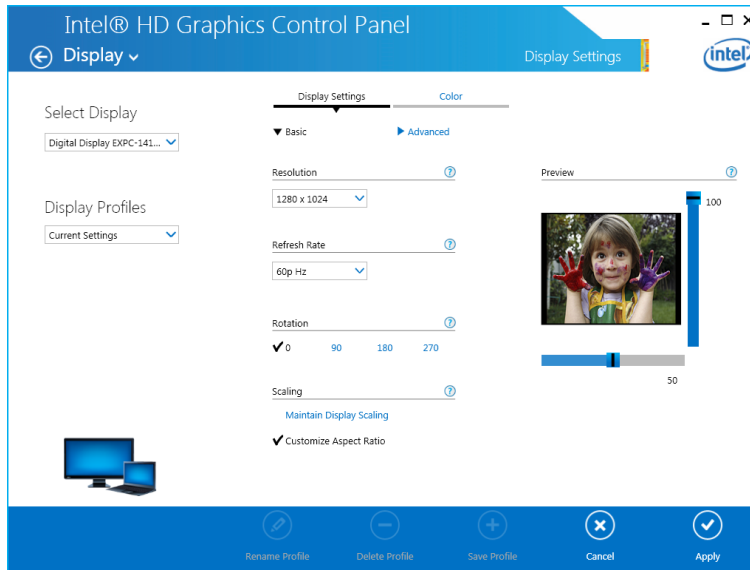 Intel® HD Graphics Control Panel
Display
Display Settings
intel
Select Display
Digital Display EXPC-141...
Display Profiles
Current Settings
Display Settings
Color
Basic
Advanced
Resolution
?
1280 x 1024
Refresh Rate
?
60p Hz
Rotation
?
0 90 180 270
Scaling
?
Maintain Display Scaling
Customize Aspect Ratio
Preview
?
100
50
Rename Profile
Delete Profile
Save Profile
Cancel
Apply